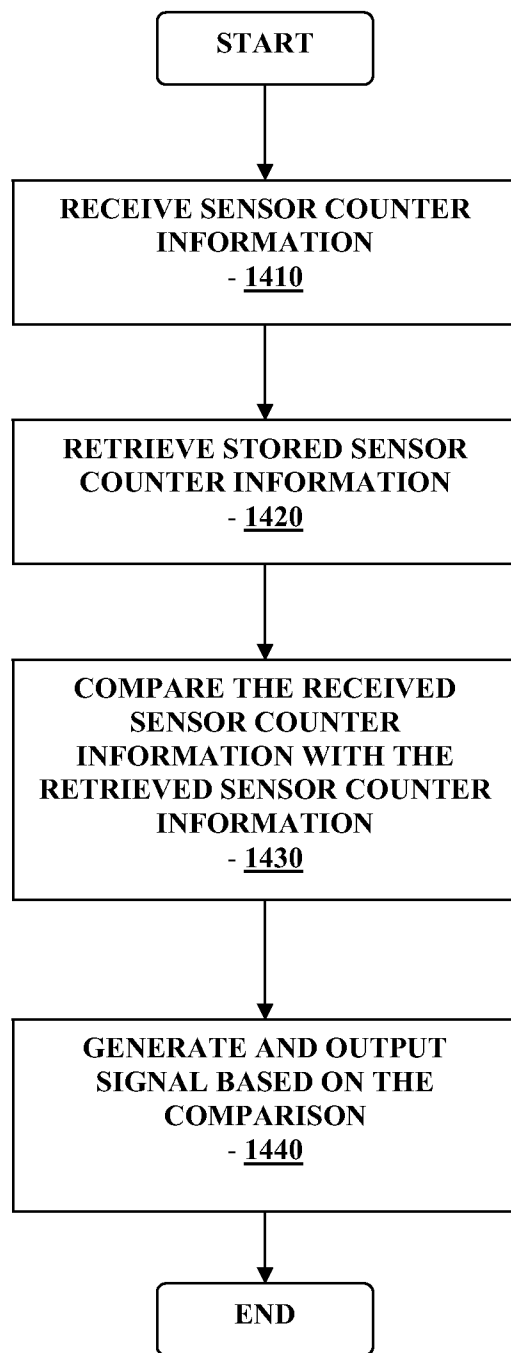 START
RECEIVE SENSOR COUNTER
INFORMATION
- 1410
RETRIEVE STORED SENSOR
COUNTER INFORMATION
- 1420
COMPARE THE RECEIVED
SENSOR COUNTER
INFORMATION WITH THE
RETRIEVED SENSOR COUNTER
INFORMATION
- 1430
GENERATE AND OUTPUT
SIGNAL BASED ON THE
COMPARISON
- 1440
END